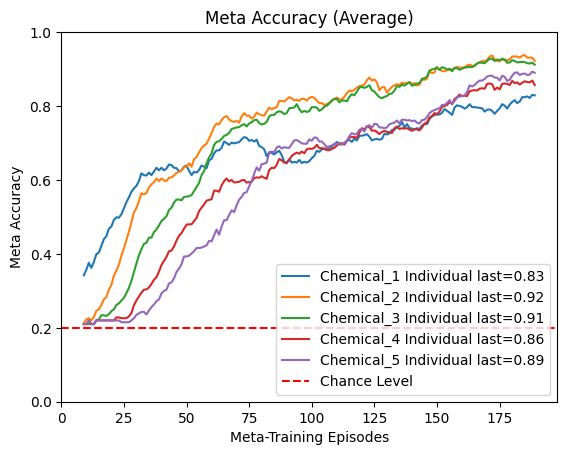 Meta Accuracy (Average)
1.0
0.8
0.6
0.4
0.2
0.0
Meta Accuracy
Chemical_1 Individual last=0.83
Chemical_2 Individual last=0.92
Chemical_3 Individual last=0.91
Chemical_4 Individual last=0.86
Chemical_5 Individual last=0.89
Chance Level
0 25 50 75 100 125 150 175
Meta-Training Episodes